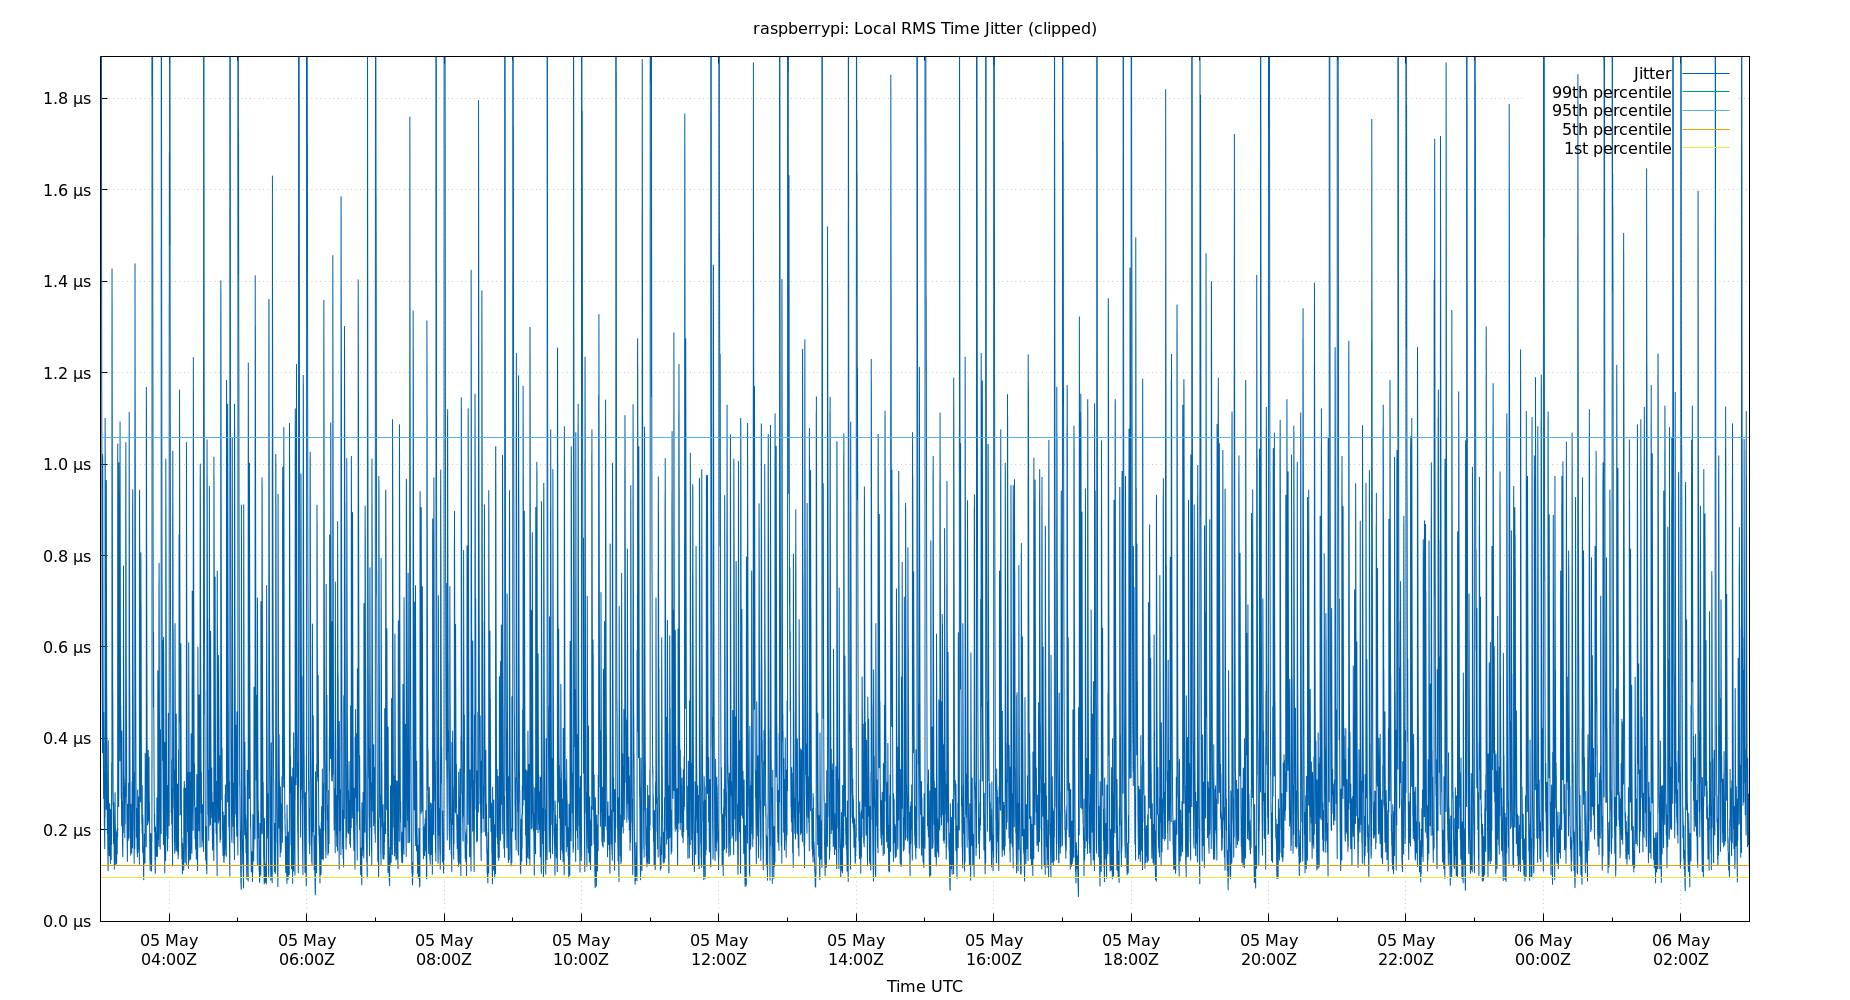 raspberrypi: Local RMS Time Jitter (clipped)
Jitter
99th percentile
95th percentile
5th percentile
1st percentile
1.8 µs
1.6 µs
1.4 µs
1.2 µs
1.0 µs
0.8 µs
0.6 µs
0.4 µs
0.2 µs
0.0 µs
05 May 05 May 05 May 05 May 05 May 05 May 05 May 05 May 05 May 05 May 06 May 06 May
04:00Z 06:00Z 08:00Z 10:00Z 12:00Z 14:00Z 16:00Z 18:00Z 20:00Z 22:00Z 00:00Z 02:00Z
Time UTC